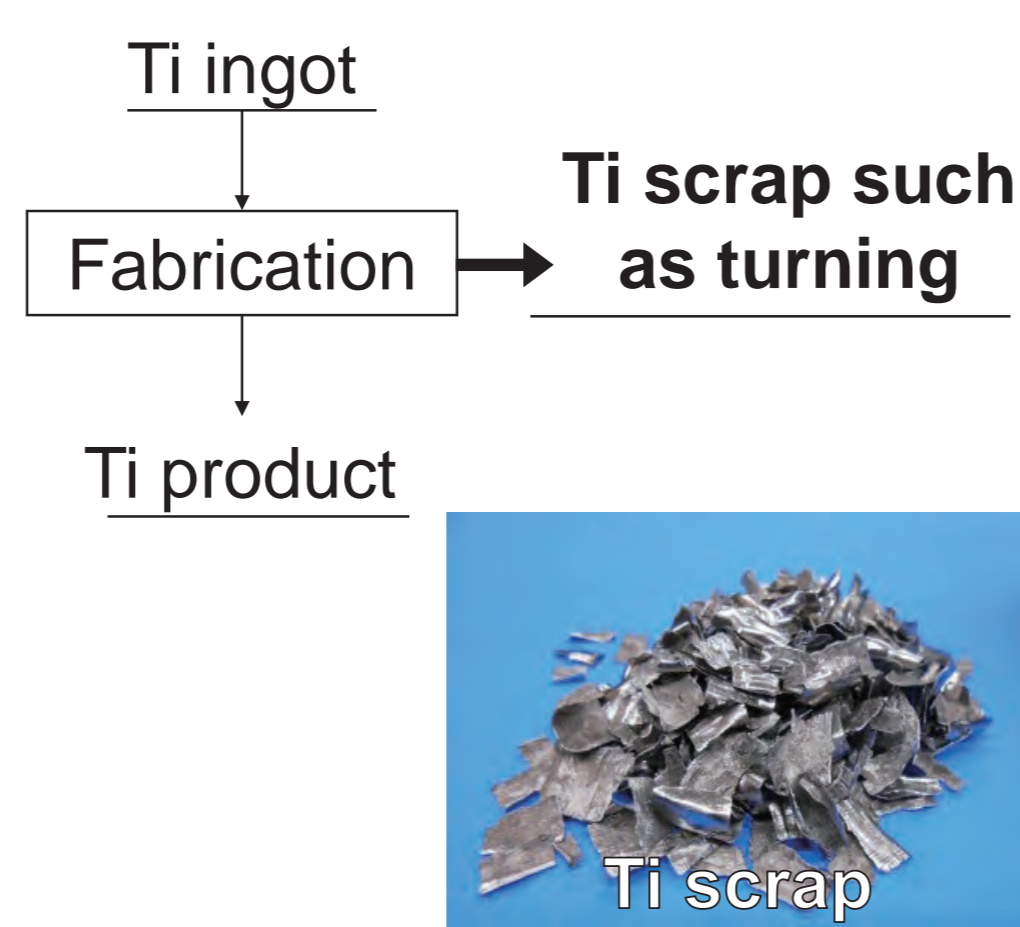 Ti ingot
Ti scrap such
as turning
Fabrication
Ti product
Ti scrap